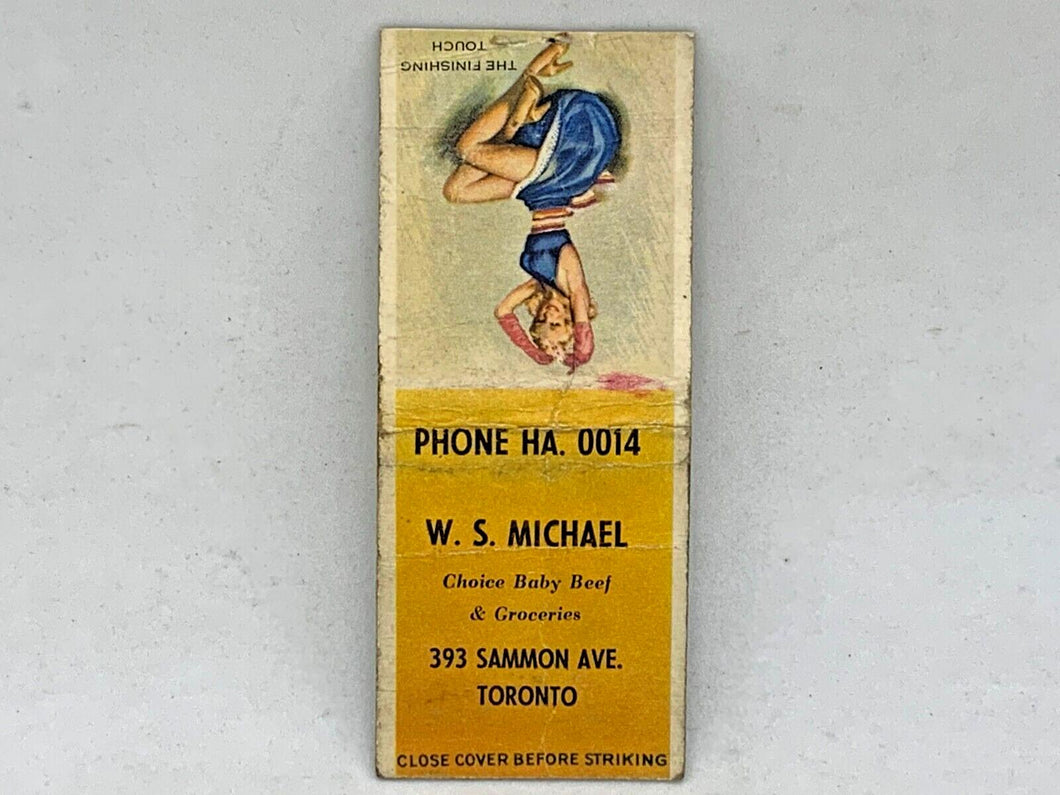 THE FINISHING
TOUCH
PHONE HA. 0014
W. S. MICHAEL
Choice Baby Beef
& Groceries
393 SAMMON AVE.
TORONTO
CLOSE COVER BEFORE STRIKING